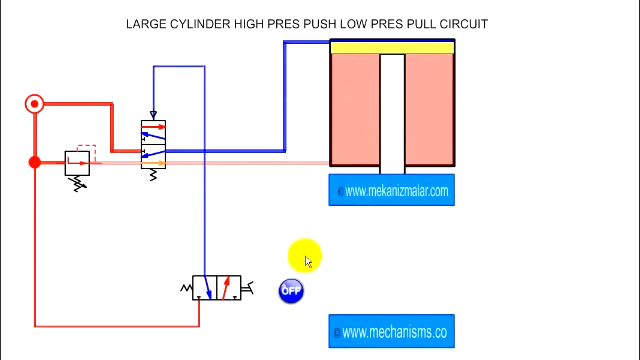 LARGE CYLINDER HIGH PRES PUSH LOW PRES PULL CIRCUIT
© www.mekanizmalar.com
OFF
© www.mechanisms.co